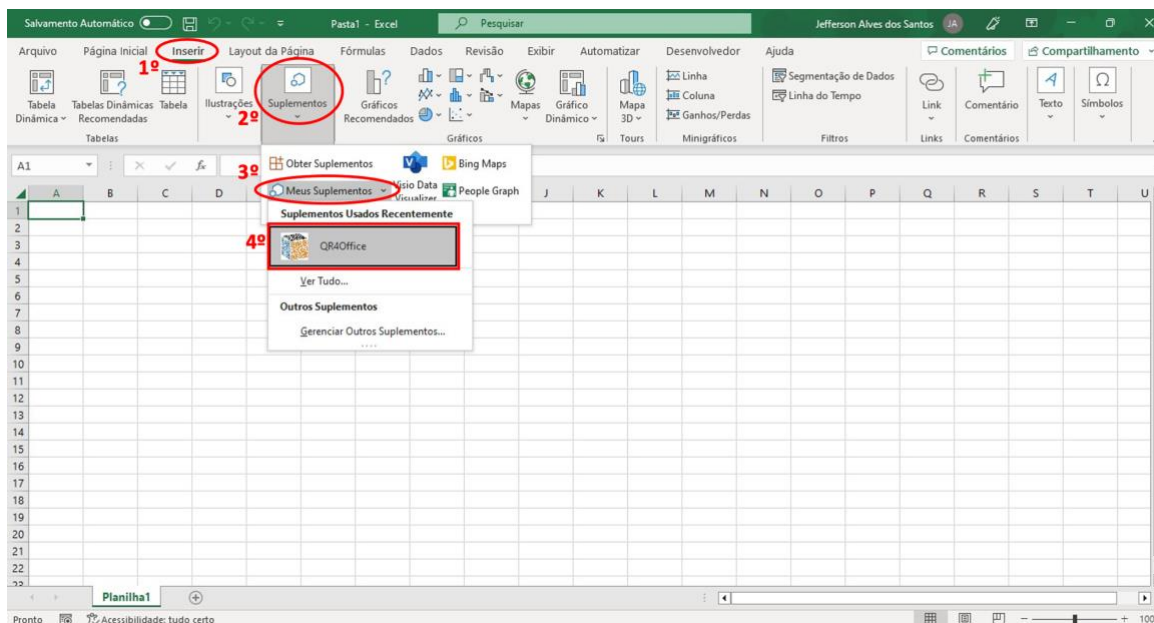 Salvamento Automático
Pasta1 - Excel
Pesquisar
Jefferson Alves dos Santos JA
Arquivo Página Inicial Inserir Layout da Página Fórmulas Dados Revisão Exibir Automatizar Desenvolvedor Ajuda Comentários Compartilhamento
1º
2º
Tabela Dinâmica
Tabelas Dinâmicas Recomendadas
Tabela
Ilustrações
Suplementos
Gráficos Recomendados
Mapas
Gráfico Dinâmico
Mapa 3D
Linha
Coluna
Ganhos/Perdas
Segmentação de Dados
Linha do Tempo
Link
Comentário
Texto
Símbolos
Tabelas Gráficos Tours Minigráficos Filtros Links Comentários
A1
fx
3º
Obter Suplementos
Bing Maps
Meus Suplementos
Visio Data Visualizer
People Graph
A B C D J K L M N O P Q R S T U
Suplementos Usados Recentemente
4º
QR4Office
Ver Tudo...
Outros Suplementos
Gerenciar Outros Suplementos...
1
2
3
4
5
6
7
8
9
10
11
12
13
14
15
16
17
18
19
20
21
22
23
Planilha1
Pronto
Acessibilidade: tudo certo
100